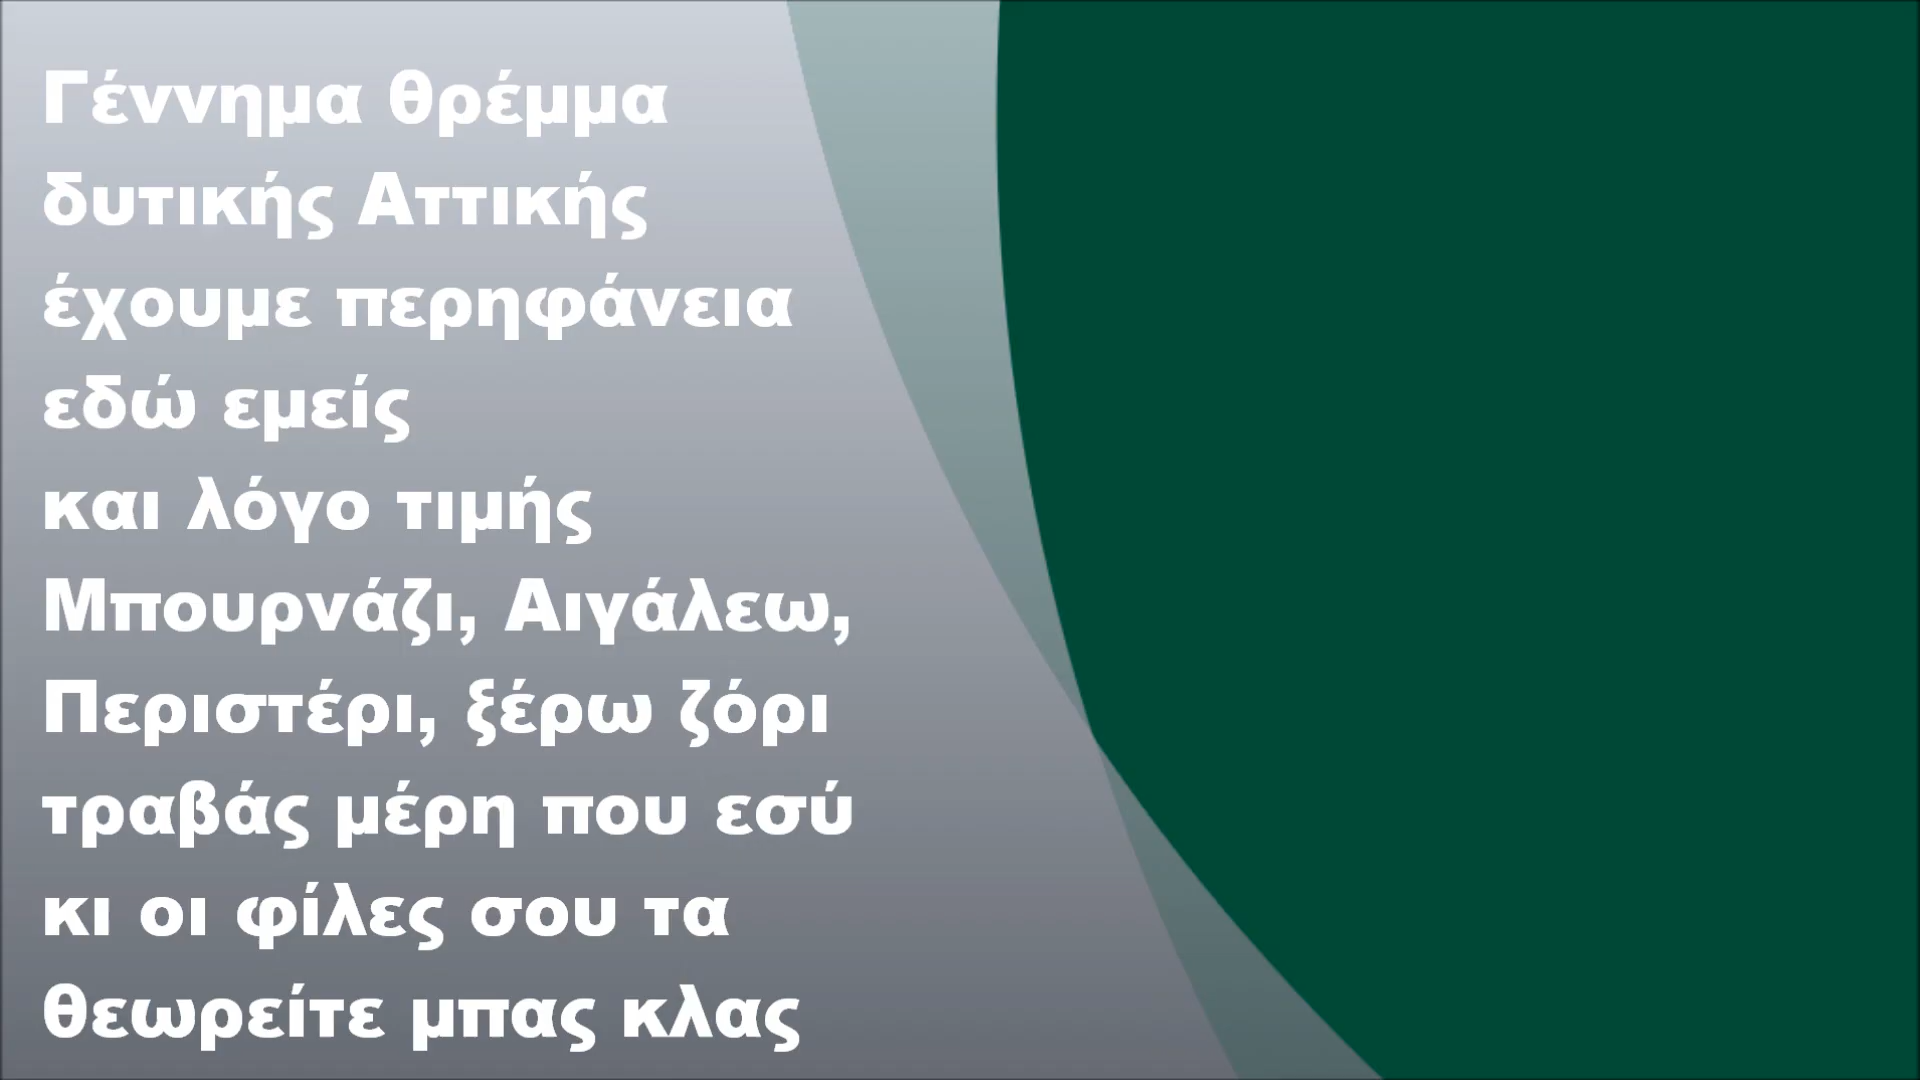 Γέννημα θρέμμα
δυτικής Αττικής
έχουμε περηφάνεια
εδώ εμείς
και λόγο τιμής
Μπουρνάζι, Αιγάλεω,
Περιστέρι, ξέρω ζόρι
τραβάς μέρη που εσύ
κι οι φίλες σου τα
θεωρείτε μπας κλας